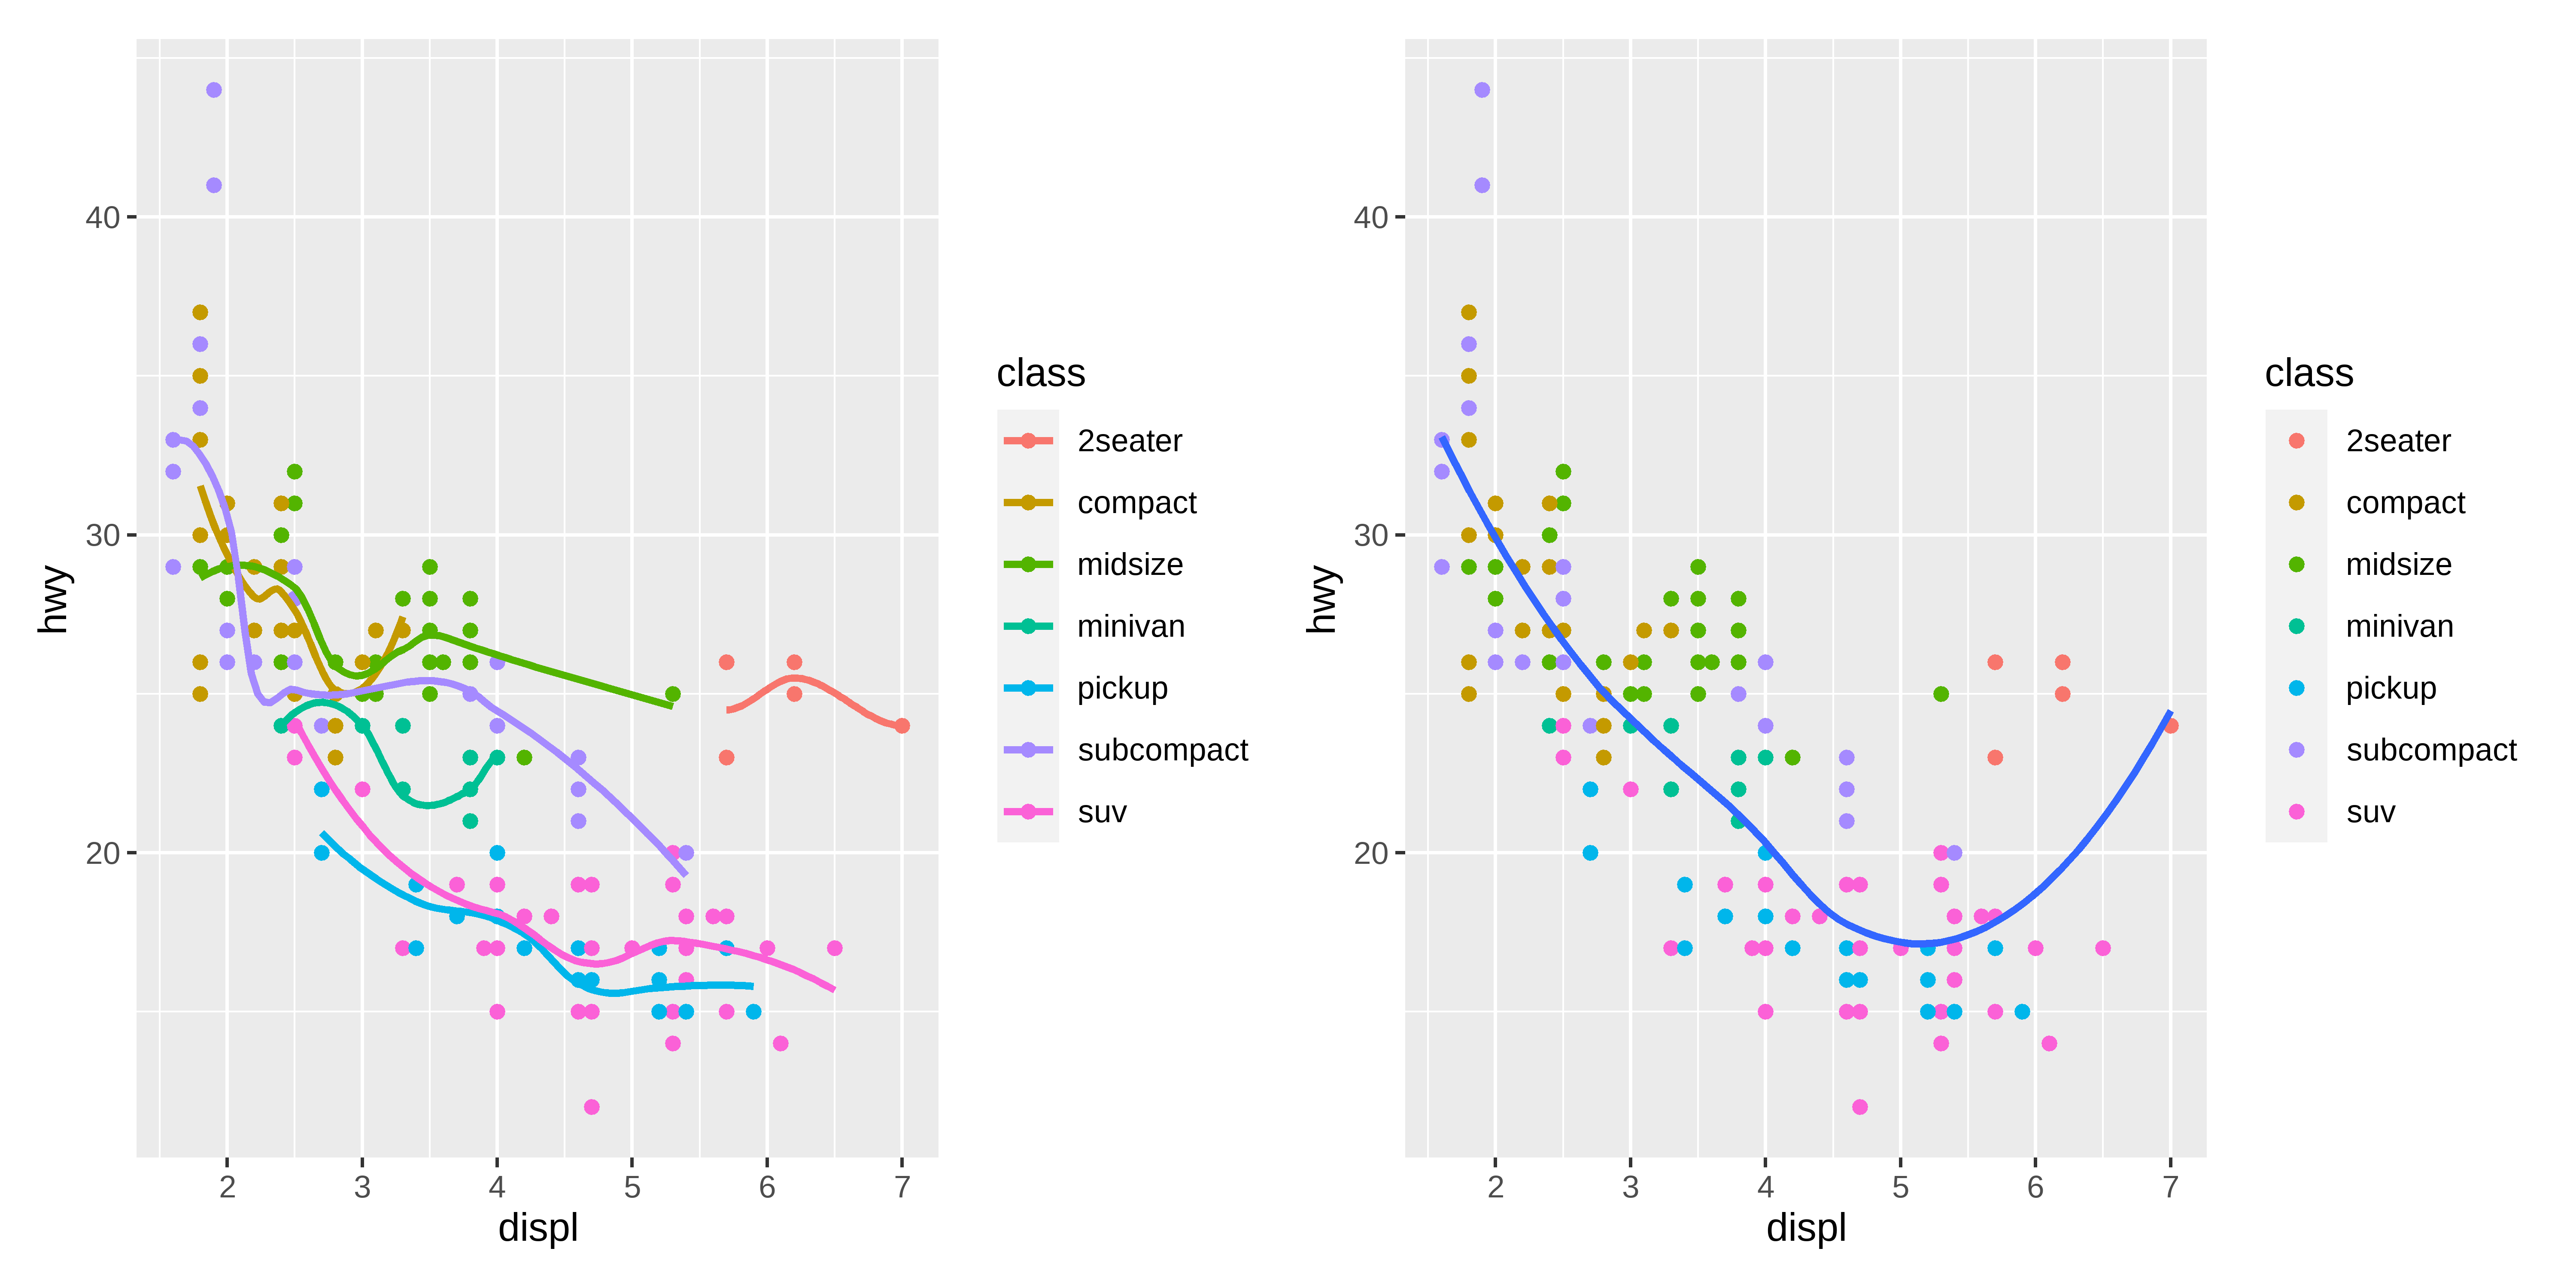 hwy
40
30
20
2 3 4 5 6 7
displ
class
2seater
compact
midsize
minivan
pickup
subcompact
suv
hwy
40
30
20
2 3 4 5 6 7
displ
class
2seater
compact
midsize
minivan
pickup
subcompact
suv